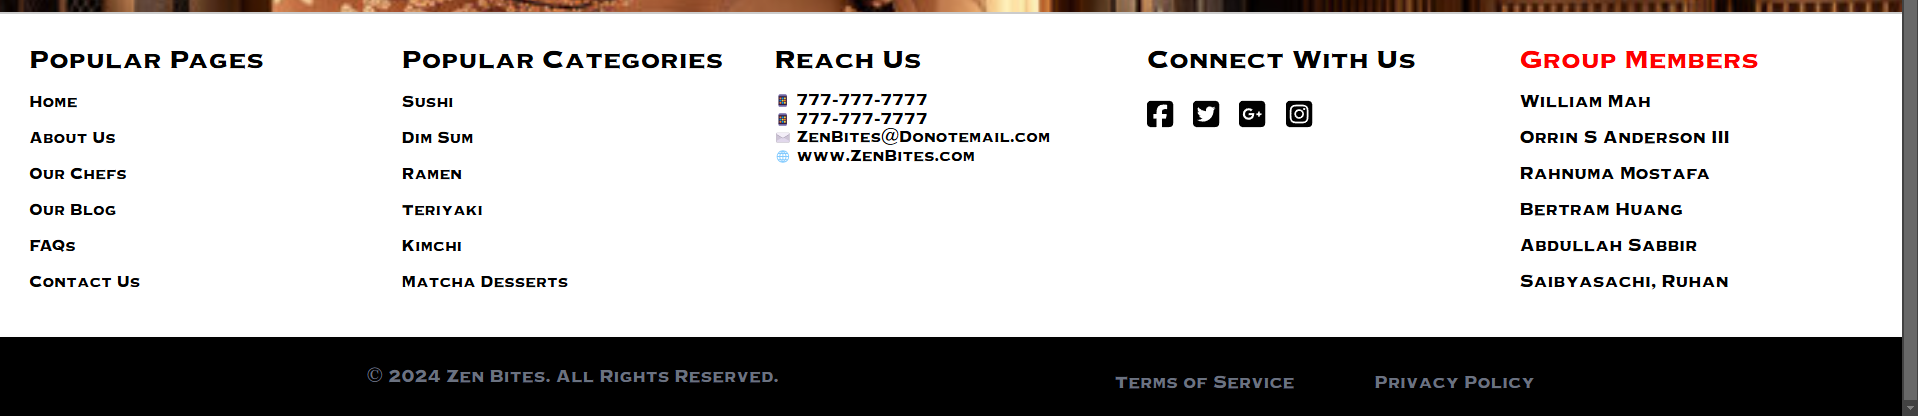 Popular Pages
Home
About Us
Our Chefs
Our Blog
FAQs
Contact Us
Popular Categories
Sushi
Dim Sum
Ramen
Teriyaki
Kimchi
Matcha Desserts
Reach Us
777-777-7777
777-777-7777
ZenBites@Donotemail.com
www.ZenBites.com
Connect With Us
Group Members
William Mah
Orrin S Anderson III
Rahnuma Mostafa
Bertram Huang
Abdullah Sabbir
Saibyasachi, Ruhan
© 2024 Zen Bites. All Rights Reserved.
Terms of Service
Privacy Policy